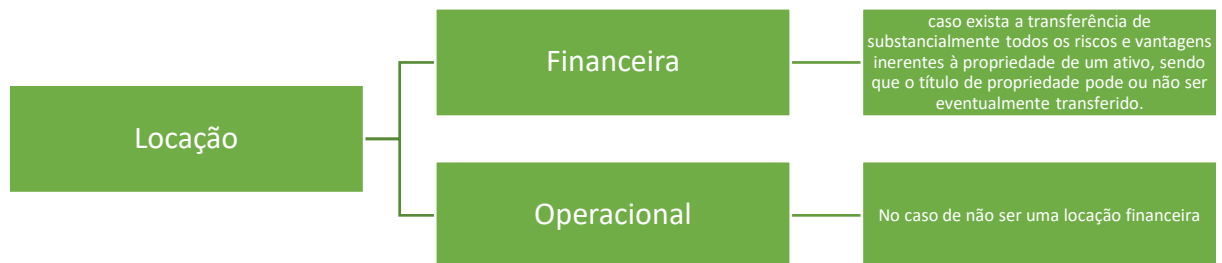 Locação
Financeira
caso exista a transferência de
substancialmente todos os riscos e vantagens
inerentes à propriedade de um ativo, sendo
que o título de propriedade pode ou não ser
eventualmente transferido.
Operacional
No caso de não ser uma locação financeira